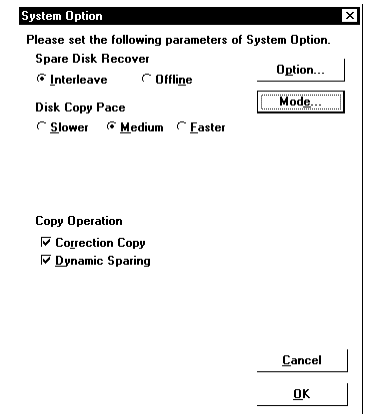 System Option
Please set the following parameters of System Option.
Spare Disk Recover
Interleave Offline
Option...
Mode...
Disk Copy Pace
Slower Medium Faster
Copy Operation
Correction Copy
Dynamic Sparing
Cancel
OK